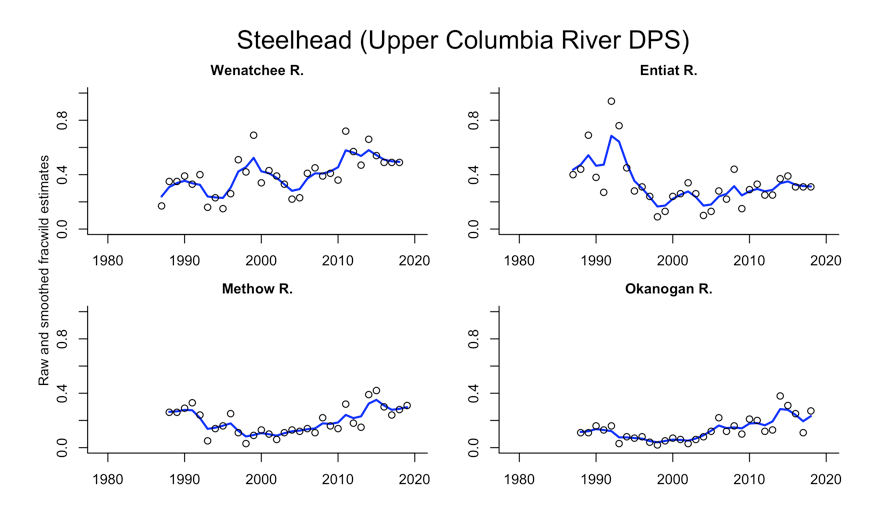 Steelhead (Upper Columbia River DPS)
Wenatchee R.
Entiat R.
Raw and smoothed fracwild estimates
0.0 0.4 0.8
0.0 0.4 0.8
1980 1990 2000 2010 2020
1980 1990 2000 2010 2020
Methow R.
Okanogan R.
0.0 0.4 0.8
0.0 0.4 0.8
1980 1990 2000 2010 2020
1980 1990 2000 2010 2020